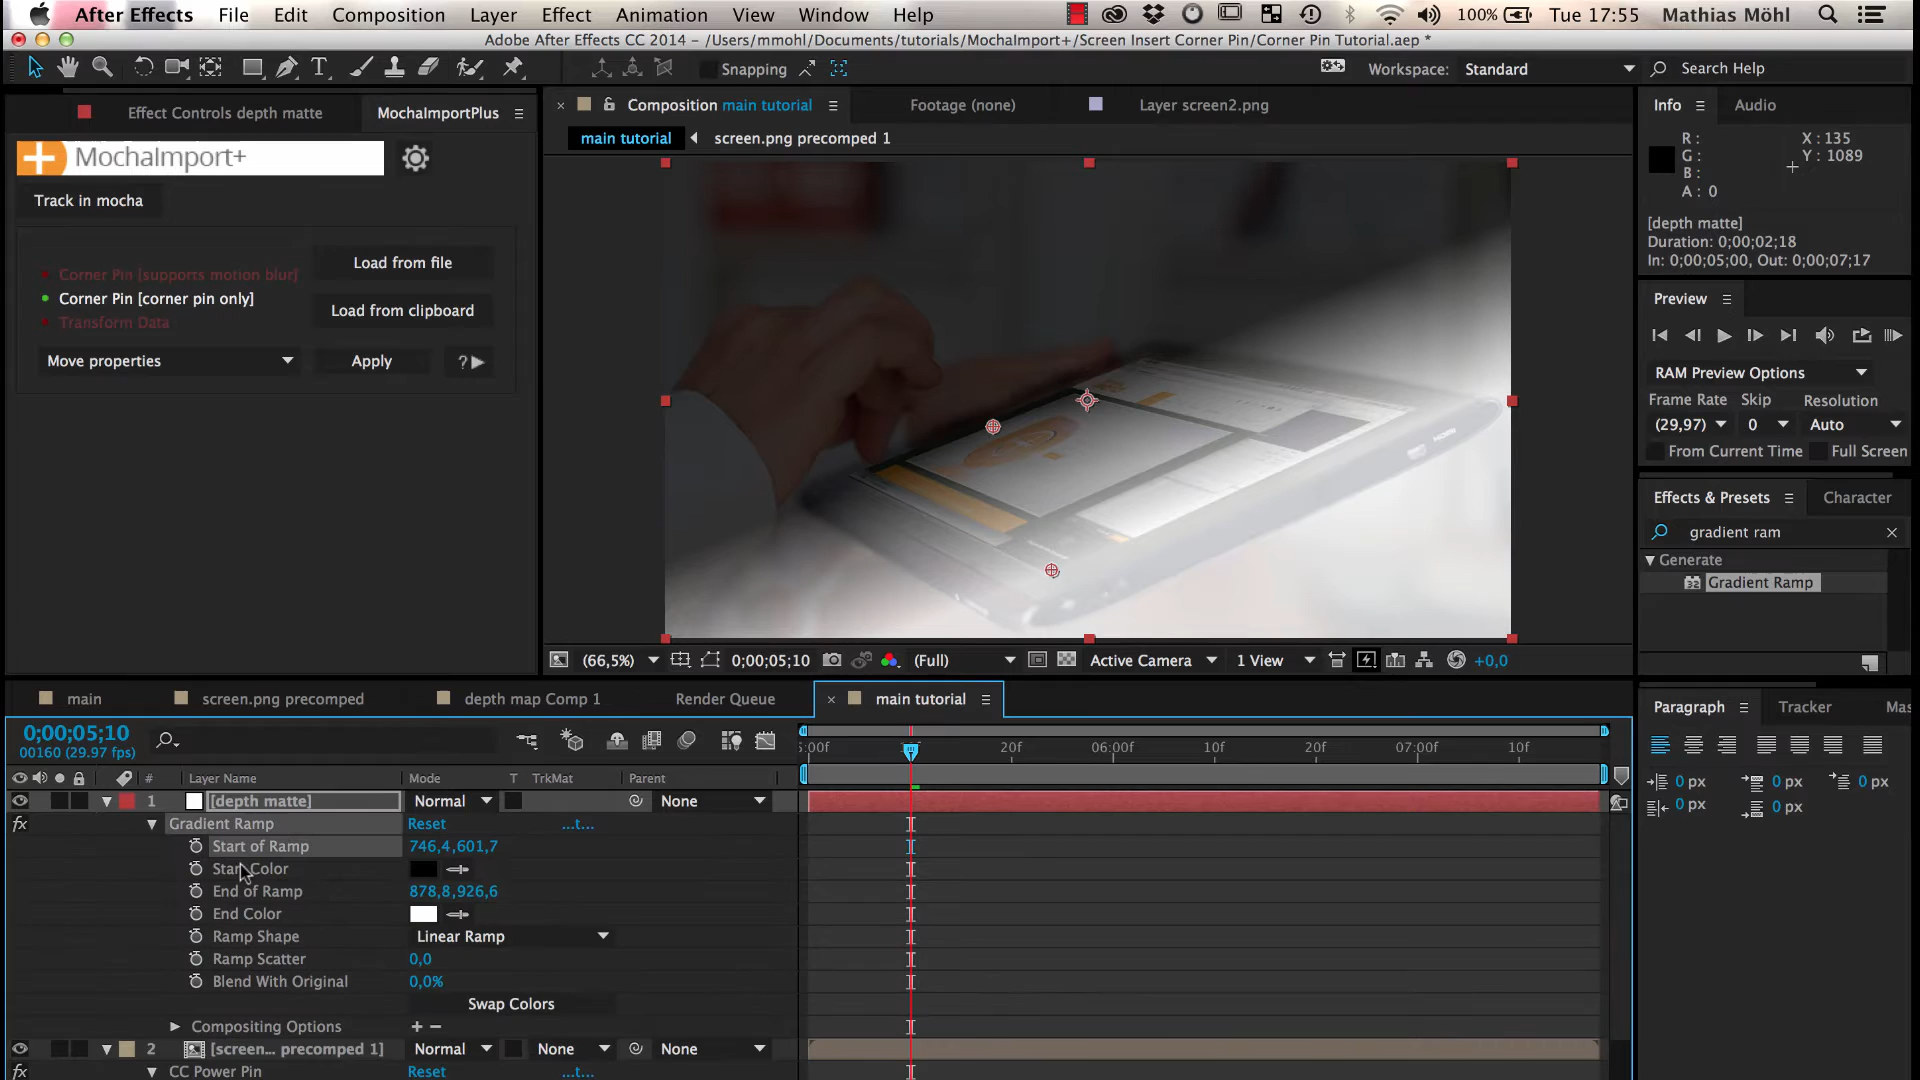 After Effects File Edit Composition Layer Effect Animation View Window Help 100% Tue 17:55 Mathias Möhl
Adobe After Effects CC 2014 - /Users/mmohl/Documents/tutorials/MochaImport+/Screen Insert Corner Pin/Corner Pin Tutorial.aep *
T Snapping Workspace: Standard Search Help
Effect Controls depth matte MochaImportPlus
× Composition main tutorial Footage (none) Layer screen2.png
Info Audio
main tutorial screen.png precomped 1
R: X: 135
G: Y: 1089
B:
A: 0
MochaImport+
Track in mocha
[depth matte]
Duration: 0;00;02;18
In: 0;00;05;00, Out: 0;00;07;17
Corner Pin [supports motion blur] Load from file
Corner Pin [corner pin only]
Transform Data Load from clipboard
Move properties Apply ?
Preview
RAM Preview Options
Frame Rate Skip Resolution
(29,97) 0 Auto
From Current Time Full Screen
Effects & Presets Character
gradient ram
Generate
32 Gradient Ramp
(66,5%) 0;00;05;10 (Full) Active Camera 1 View +0,0
main screen.png precomped depth map Comp 1 Render Queue × main tutorial
Paragraph Tracker Mas
0;00;05;10
00160 (29.97 fps)
:00f 20f 06:00f 10f 20f 07:00f 10f
# Layer Name Mode T TrkMat Parent
0 px 0 px 0 px
0 px 0 px
1 [depth matte] Normal None
fx Gradient Ramp Reset ...t...
Start of Ramp 746,4,601,7
Start Color
End of Ramp 878,8,926,6
End Color
Ramp Shape Linear Ramp
Ramp Scatter 0,0
Blend With Original 0,0%
Swap Colors
Compositing Options + −
2 [screen... precomped 1] Normal None None
fx CC Power Pin Reset ...t...